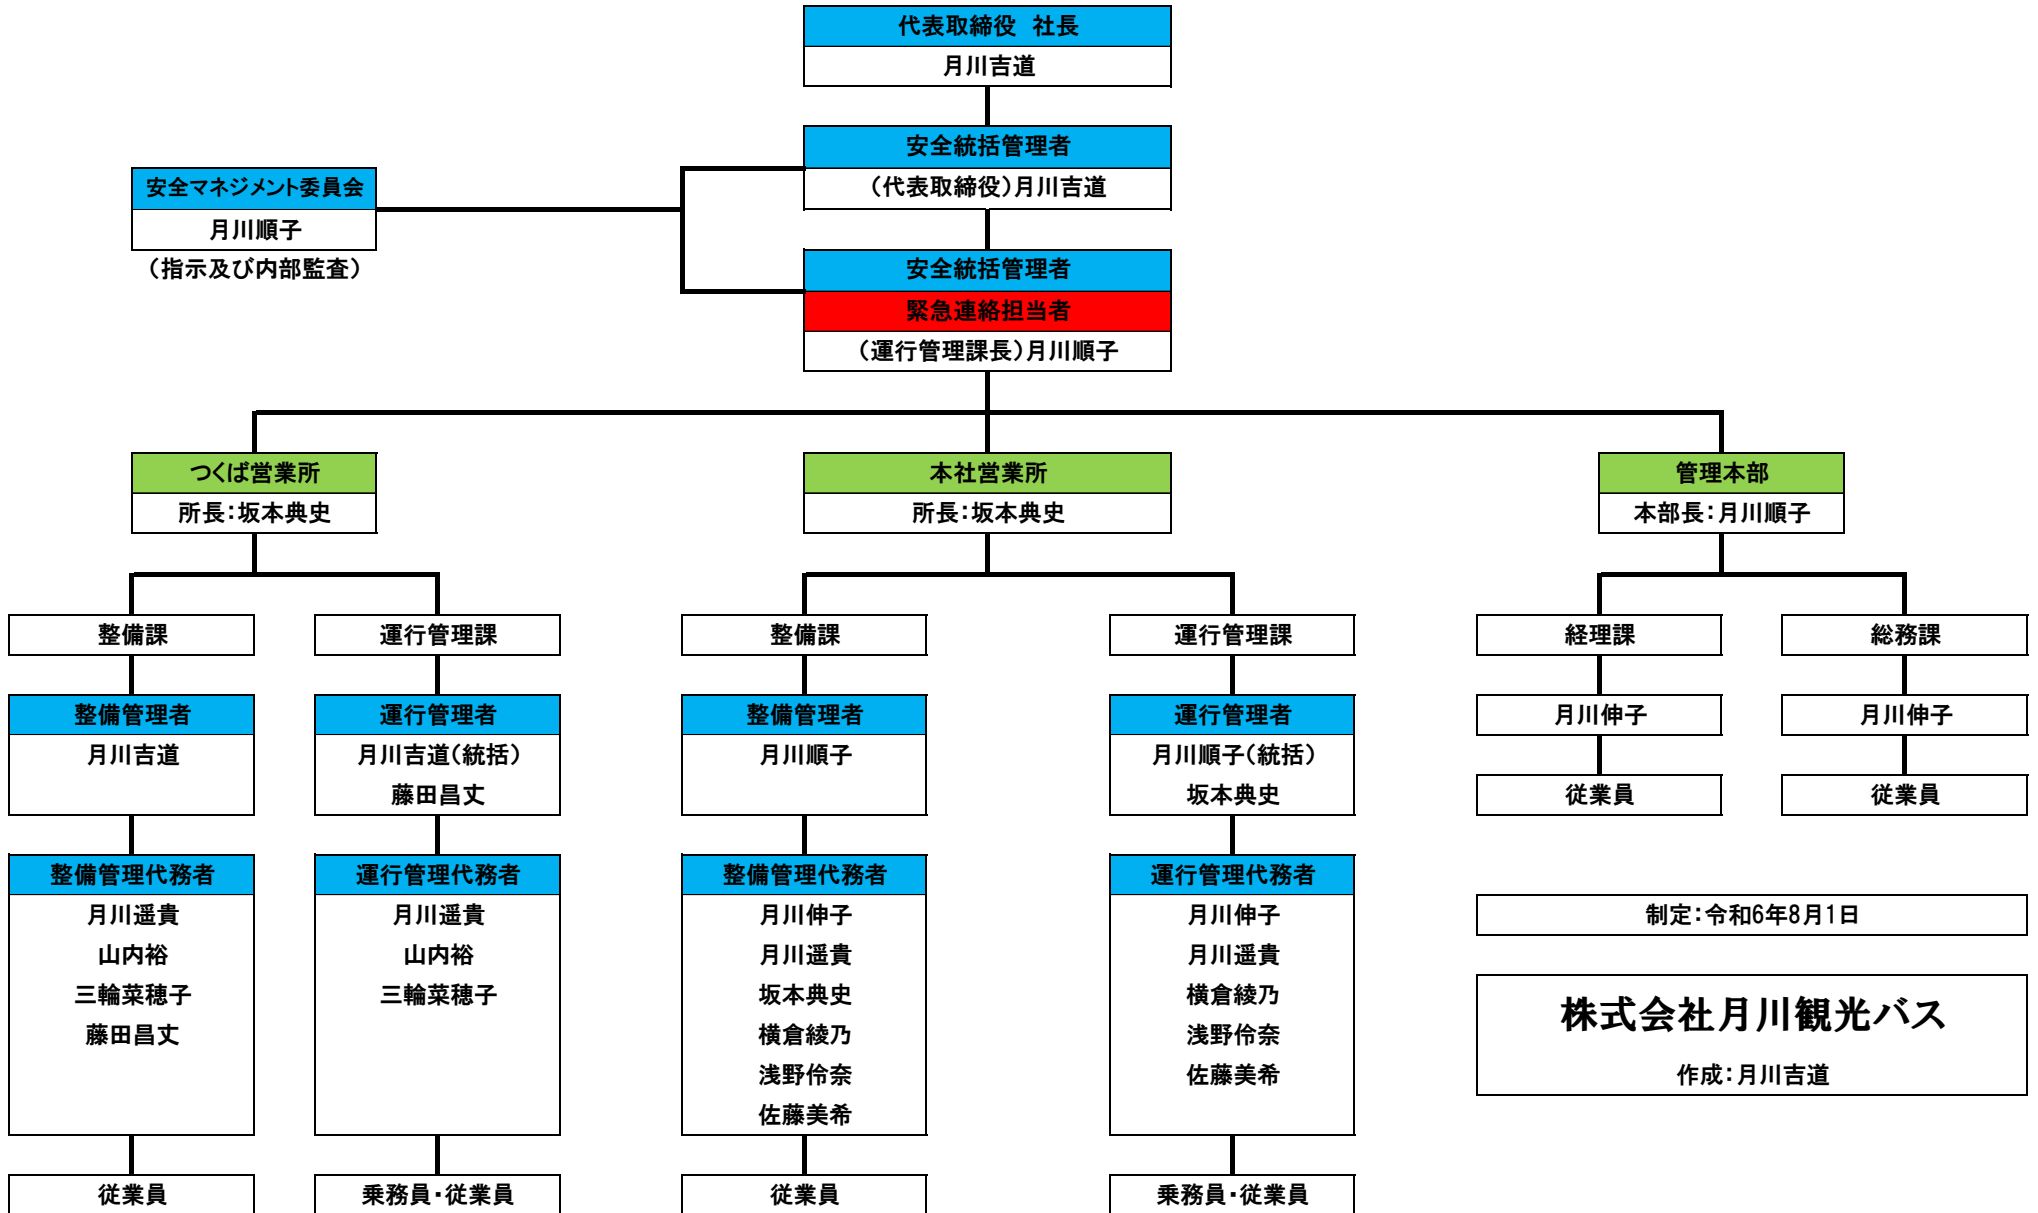 代表取締役　社長
月川吉道
安全統括管理者
（代表取締役）月川吉道
安全マネジメント委員会
月川順子
（指示及び内部監査）
安全統括管理者
緊急連絡担当者
（運行管理課長）月川順子
つくば営業所
所長：坂本典史
本社営業所
所長：坂本典史
管理本部
本部長：月川順子
整備課
整備管理者
月川吉道
整備管理代務者
月川遥貴
山内裕
三輪菜穂子
藤田昌丈
従業員
運行管理課
運行管理者
月川吉道（統括）
藤田昌丈
運行管理代務者
月川遥貴
山内裕
三輪菜穂子
乗務員・従業員
整備課
整備管理者
月川順子
整備管理代務者
月川伸子
月川遥貴
坂本典史
横倉綾乃
浅野伶奈
佐藤美希
従業員
運行管理課
運行管理者
月川順子（統括）
坂本典史
運行管理代務者
月川伸子
月川遥貴
横倉綾乃
浅野伶奈
佐藤美希
乗務員・従業員
経理課
月川伸子
従業員
総務課
月川伸子
従業員
制定：令和6年8月1日
株式会社月川観光バス
作成：月川吉道